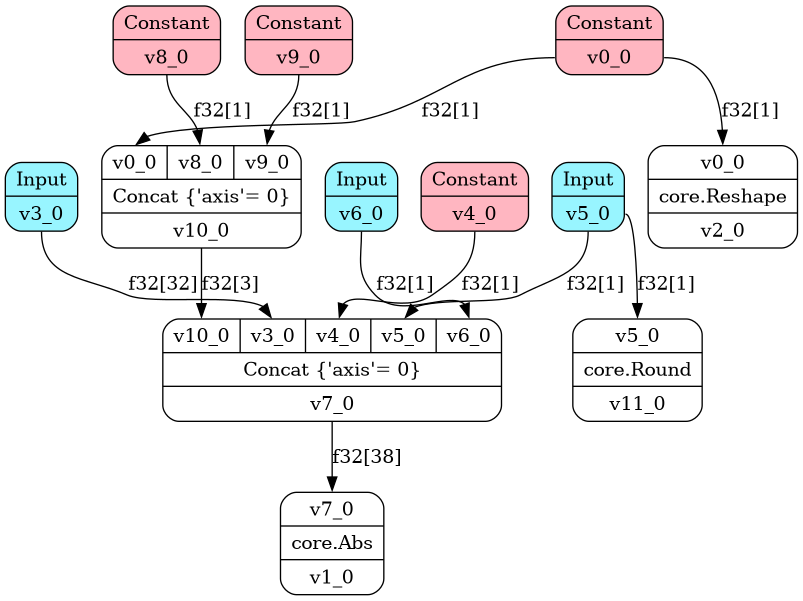 Constant
v8_0
Constant
v9_0
Constant
v0_0
f32[1]
f32[1]
f32[1]
f32[1]
v0_0 v8_0 v9_0
Concat {'axis'= 0}
v10_0
Input
v3_0
Input
v6_0
Constant
v4_0
Input
v5_0
v0_0
core.Reshape
v2_0
f32[32]
f32[3]
f32[1]
f32[1]
f32[1]
f32[1]
v10_0 v3_0 v4_0 v5_0 v6_0
Concat {'axis'= 0}
v7_0
v5_0
core.Round
v11_0
f32[38]
v7_0
core.Abs
v1_0